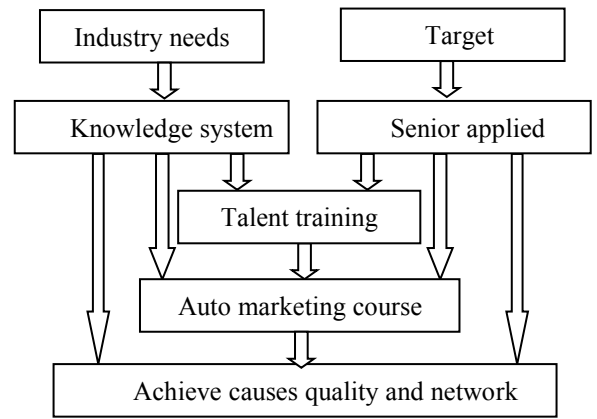 Industry needs
Target
Knowledge system
Senior applied
Talent training
Auto marketing course
Achieve causes quality and network